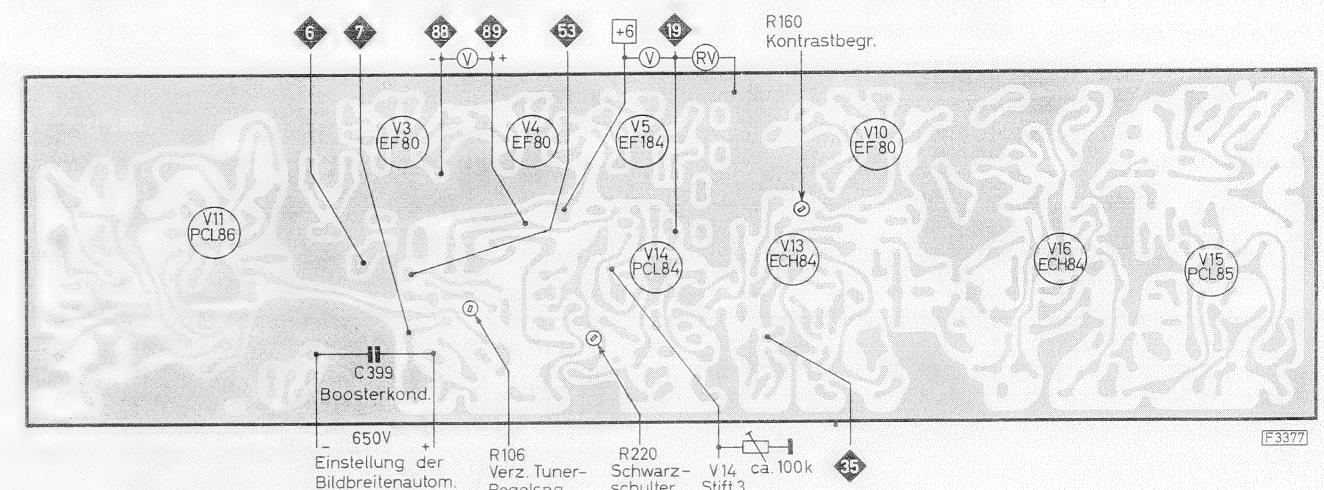 6 7 88 89 53 +6 19
R160
Kontrastbegr.
- V + V RV
V3
EF80
V4
EF80
V5
EF184
V10
EF80
V11
PCL86
V14
PCL84
V13
ECH84
V16
ECH84
V15
PCL85
C399
Boosterkond.
- 650V +
Einstellung der
Bildbreitenautom.
R106
Verz. Tuner-
Regelspg.
R220
Schwarz-
schulter
V14
Stift 3
ca. 100k
35
F3377